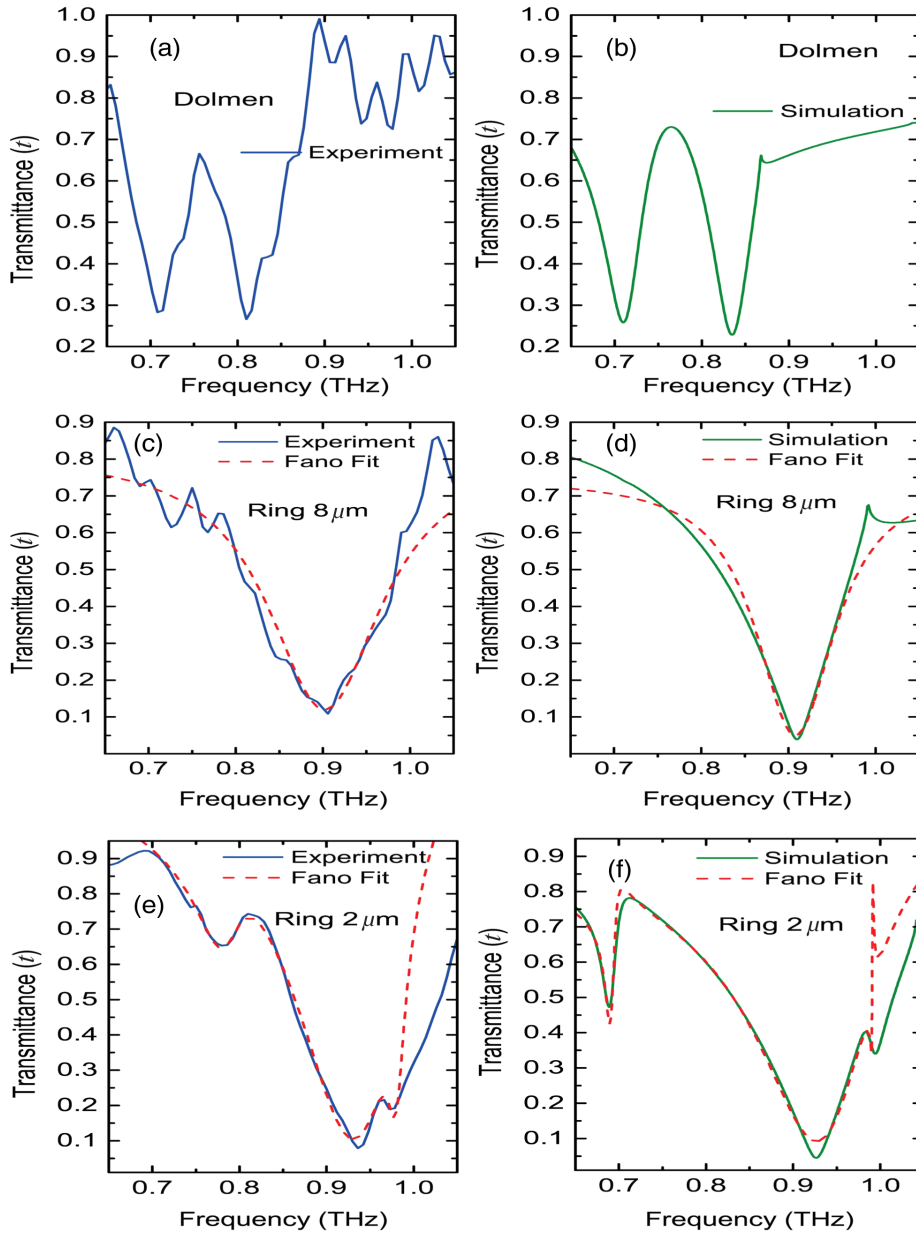 (a)
Dolmen
Experiment
Transmittance (t)
1.0
0.9
0.8
0.7
0.6
0.5
0.4
0.3
0.2
0.7 0.8 0.9 1.0
Frequency (THz)
(b)
Dolmen
Simulation
Transmittance (t)
1.0
0.9
0.8
0.7
0.6
0.5
0.4
0.3
0.2
0.7 0.8 0.9 1.0
Frequency (THz)
(c)
Experiment
Fano Fit
Ring 8 μm
Transmittance (t)
0.9
0.8
0.7
0.6
0.5
0.4
0.3
0.2
0.1
0.7 0.8 0.9 1.0
Frequency (THz)
(d)
Simulation
Fano Fit
Ring 8 μm
Transmittance (t)
0.9
0.8
0.7
0.6
0.5
0.4
0.3
0.2
0.1
0.7 0.8 0.9 1.0
Frequency (THz)
(e)
Experiment
Fano Fit
Ring 2 μm
Transmittance (t)
0.9
0.8
0.7
0.6
0.5
0.4
0.3
0.2
0.1
0.7 0.8 0.9 1.0
Frequency (THz)
(f)
Simulation
Fano Fit
Ring 2 μm
Transmittance (t)
0.9
0.8
0.7
0.6
0.5
0.4
0.3
0.2
0.1
0.7 0.8 0.9 1.0
Frequency (THz)